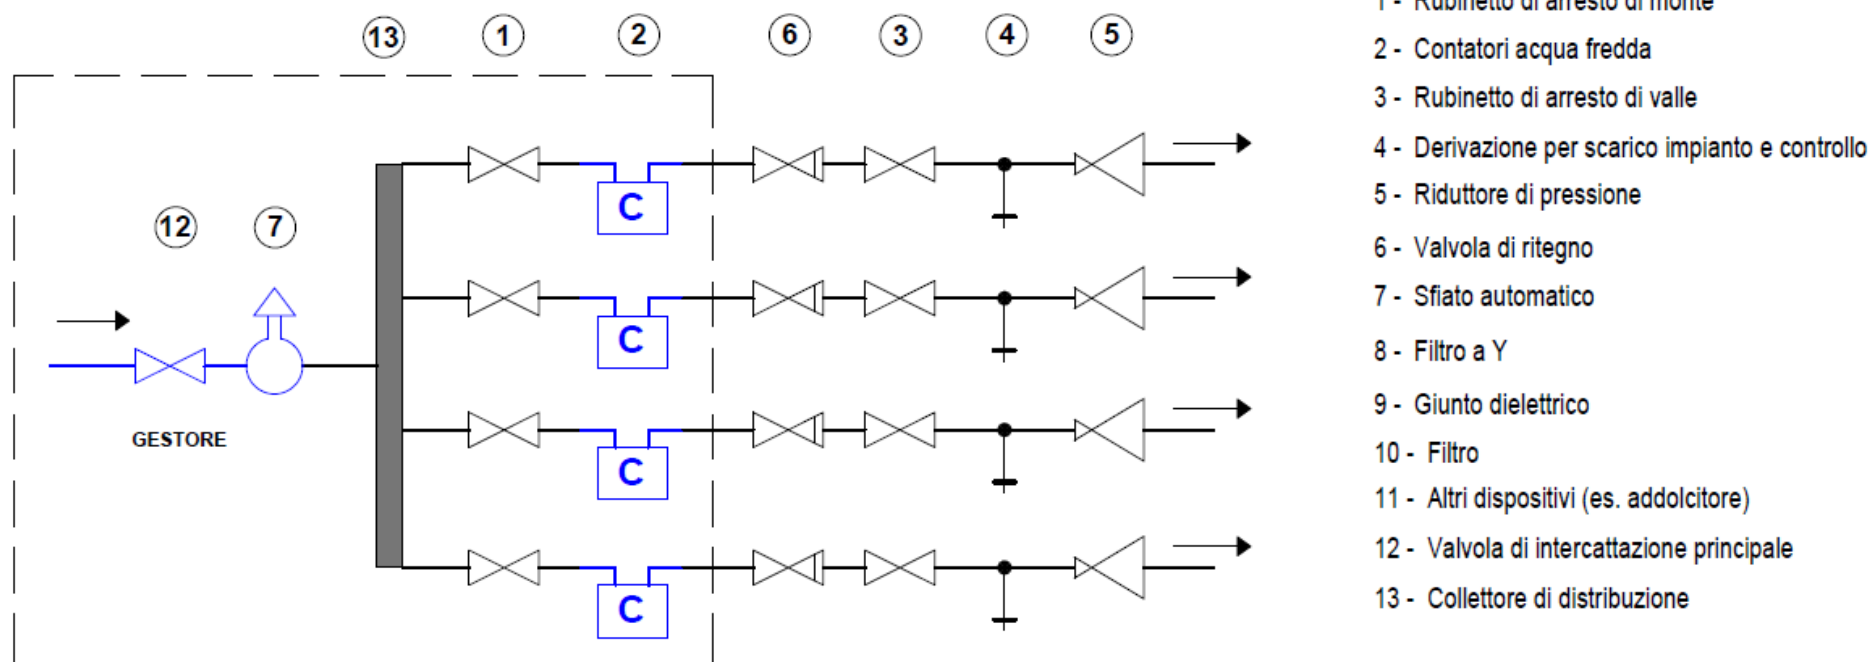 13 1 2 6 3 4 5
12 7
C
C
C
C
GESTORE
1 - Rubinetto di arresto di monte
2 - Contatori acqua fredda
3 - Rubinetto di arresto di valle
4 - Derivazione per scarico impianto e controllo
5 - Riduttore di pressione
6 - Valvola di ritegno
7 - Sfiato automatico
8 - Filtro a Y
9 - Giunto dielettrico
10 - Filtro
11 - Altri dispositivi (es. addolcitore)
12 - Valvola di intercattazione principale
13 - Collettore di distribuzione